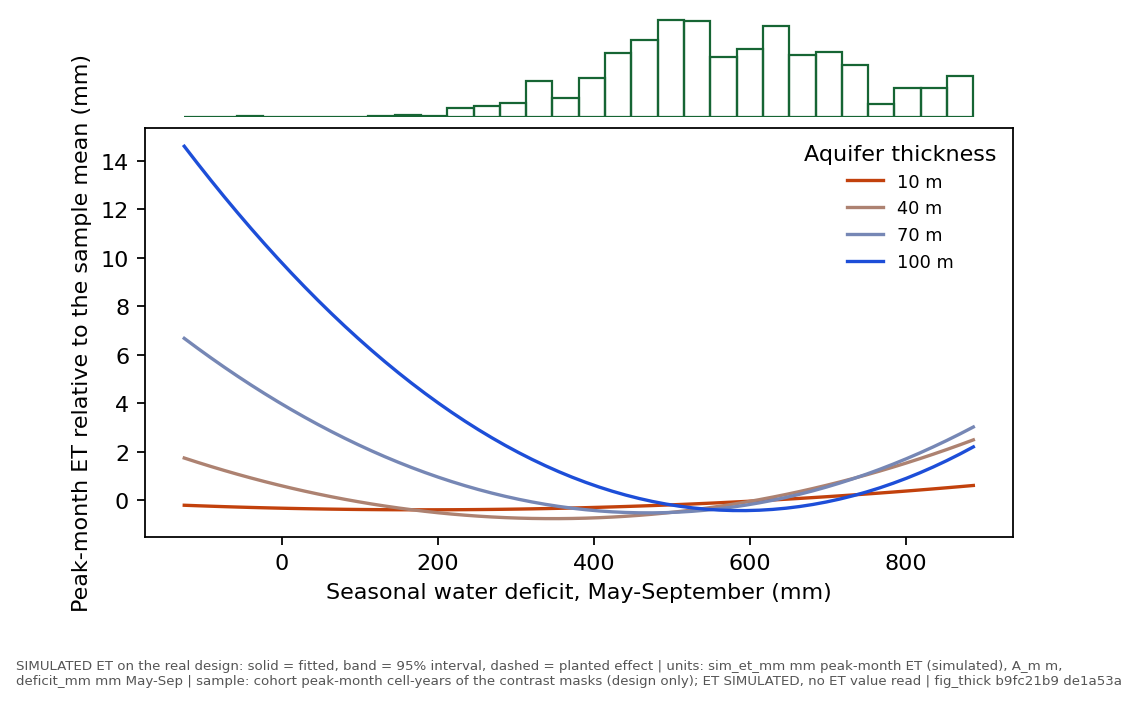 Peak-month ET relative to the sample mean (mm)
14
12
10
8
6
4
2
0
Aquifer thickness
10 m
40 m
70 m
100 m
0 200 400 600 800
Seasonal water deficit, May-September (mm)
SIMULATED ET on the real design: solid = fitted, band = 95% interval, dashed = planted effect | units: sim_et_mm mm peak-month ET (simulated), A_m m,
deficit_mm mm May-Sep | sample: cohort peak-month cell-years of the contrast masks (design only); ET SIMULATED, no ET value read | fig_thick b9fc21b9 de1a53a